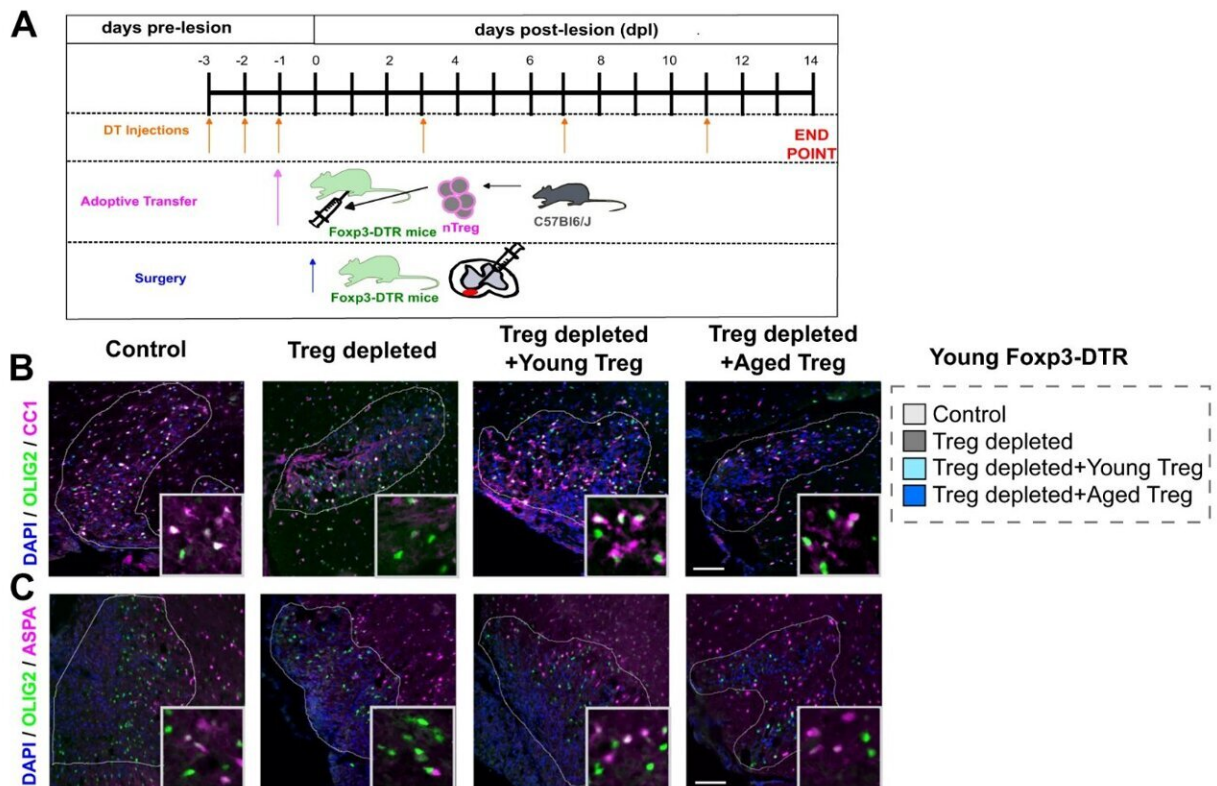 A
days pre-lesion
days post-lesion (dpl)
-3 -2 -1 0 2 4 6 8 10 12 14
DT Injections
END
POINT
Adoptive Transfer
Foxp3-DTR mice
nTreg
C57Bl6/J
Surgery
Foxp3-DTR mice
Control
Treg depleted
Treg depleted
+Young Treg
Treg depleted
+Aged Treg
Young Foxp3-DTR
B
DAPI / OLIG2 / CC1
Control
Treg depleted
Treg depleted+Young Treg
Treg depleted+Aged Treg
C
DAPI / OLIG2 / ASPA